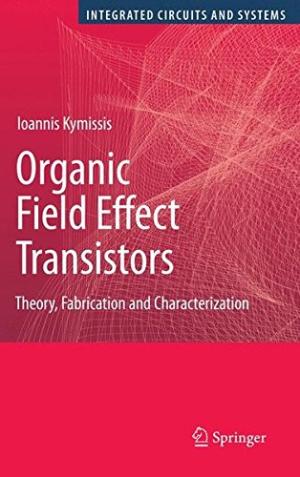 INTEGRATED CIRCUITS AND SYSTEMS
Ioannis Kymissis
Organic
Field Effect
Transistors
Theory, Fabrication and Characterization
Springer